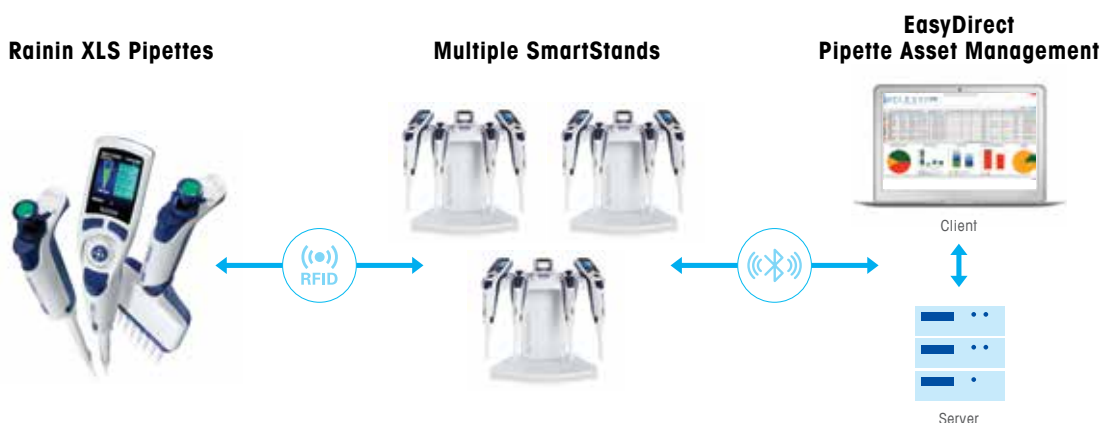 Rainin XLS Pipettes
Multiple SmartStands
EasyDirect
Pipette Asset Management
RFID
Client
Server